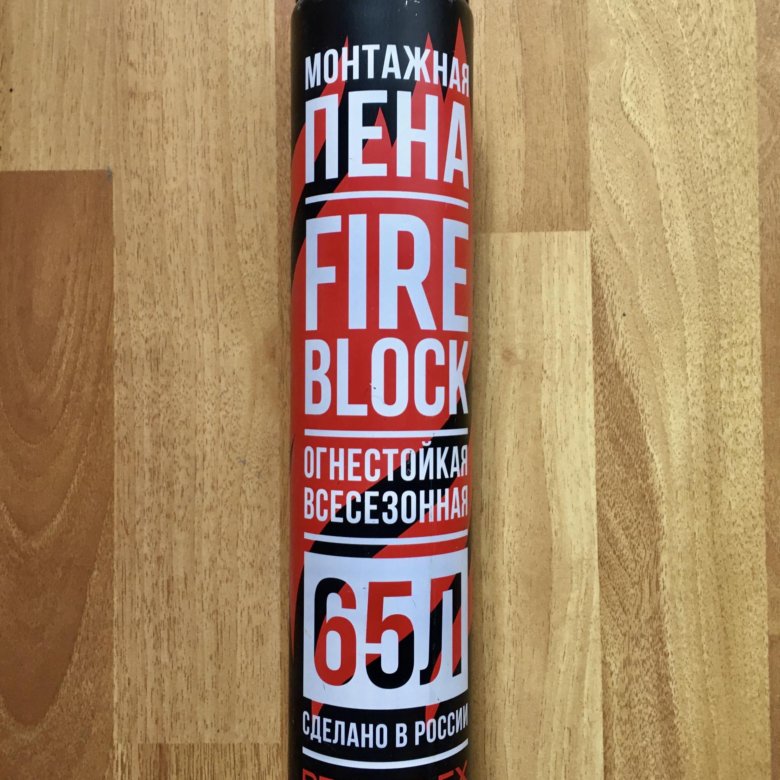 МОНТАЖНАЯ
ПЕНА
FIRE
BLOCK
ОГНЕСТОЙКАЯ
ВСЕСЕЗОННАЯ
65Л
СДЕЛАНО В РОССИИ